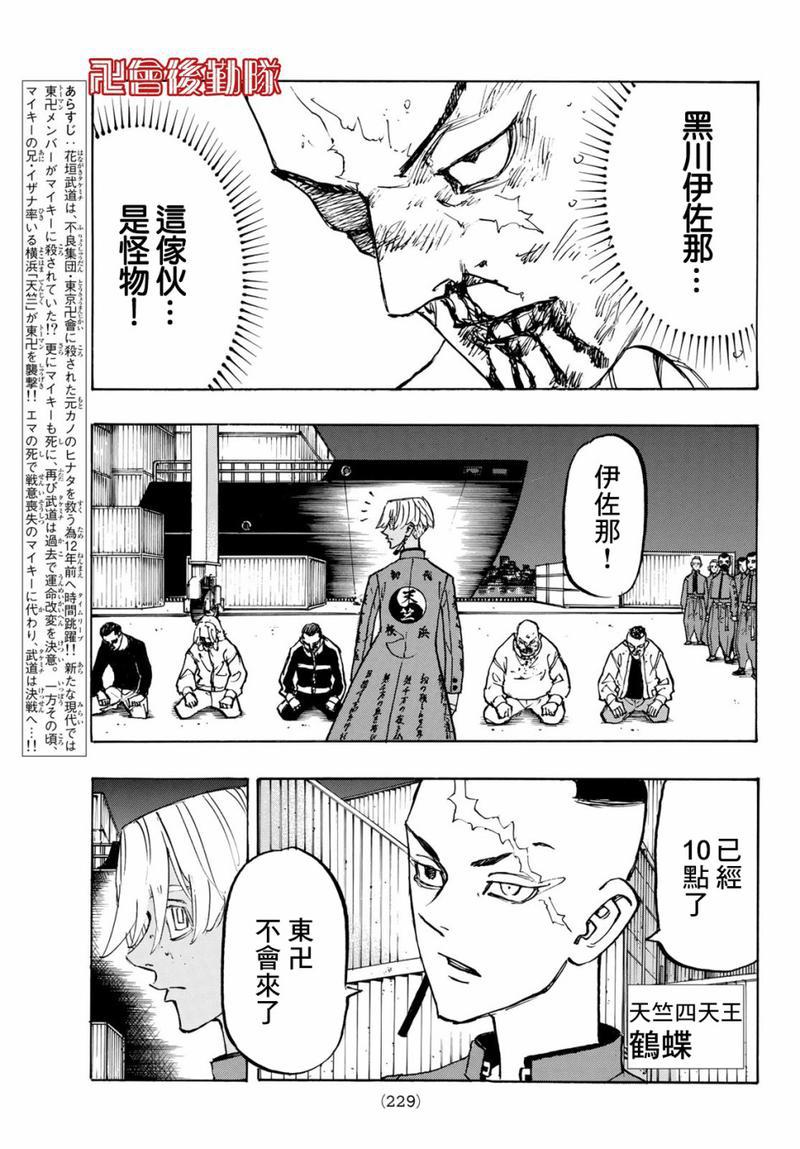 卍會後勤隊
黑川伊佐那…
這傢伙…
是怪物！
あらすじ：花垣武道は、不良集団・東京卍會に殺された元カノのヒナタを救う為12年前へ時間跳躍!! 新たな現代では
東卍メンバーがマイキーに殺されていた!? 更にマイキーも死に、再び武道は過去で運命改変を決意。一方その頃、
マイキーの兄・イザナ率いる横浜「天竺」が東卍を襲撃!! エマの死で戦意喪失のマイキーに代わり、武道は決戦へ…!!
伊佐那！
天竺
已經
10點了
天竺四天王
鶴蝶
東卍
不會來了
(229)